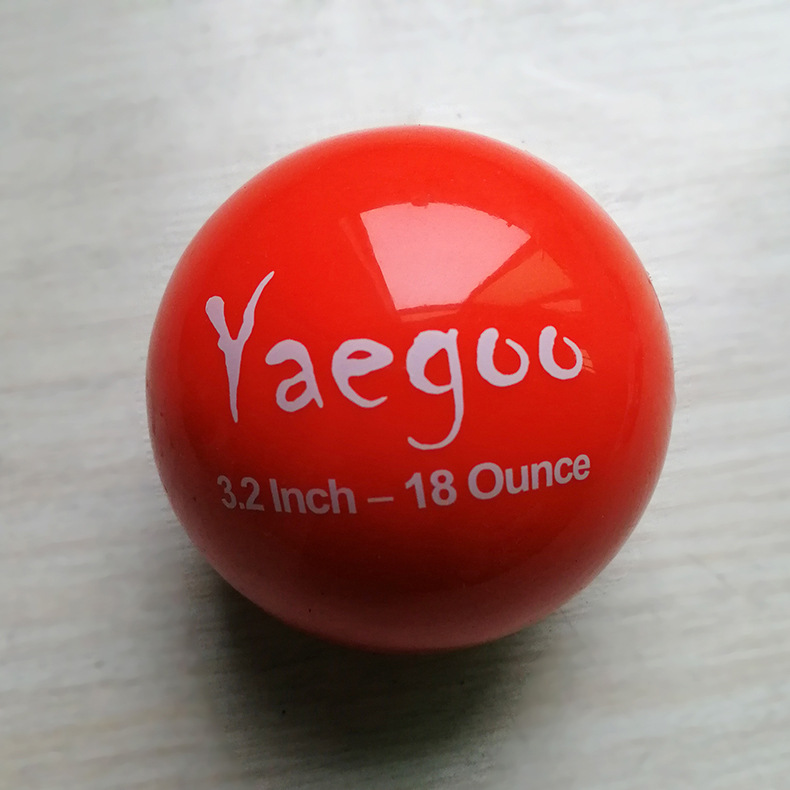 Yaegoo
3.2 Inch – 18 Ounce